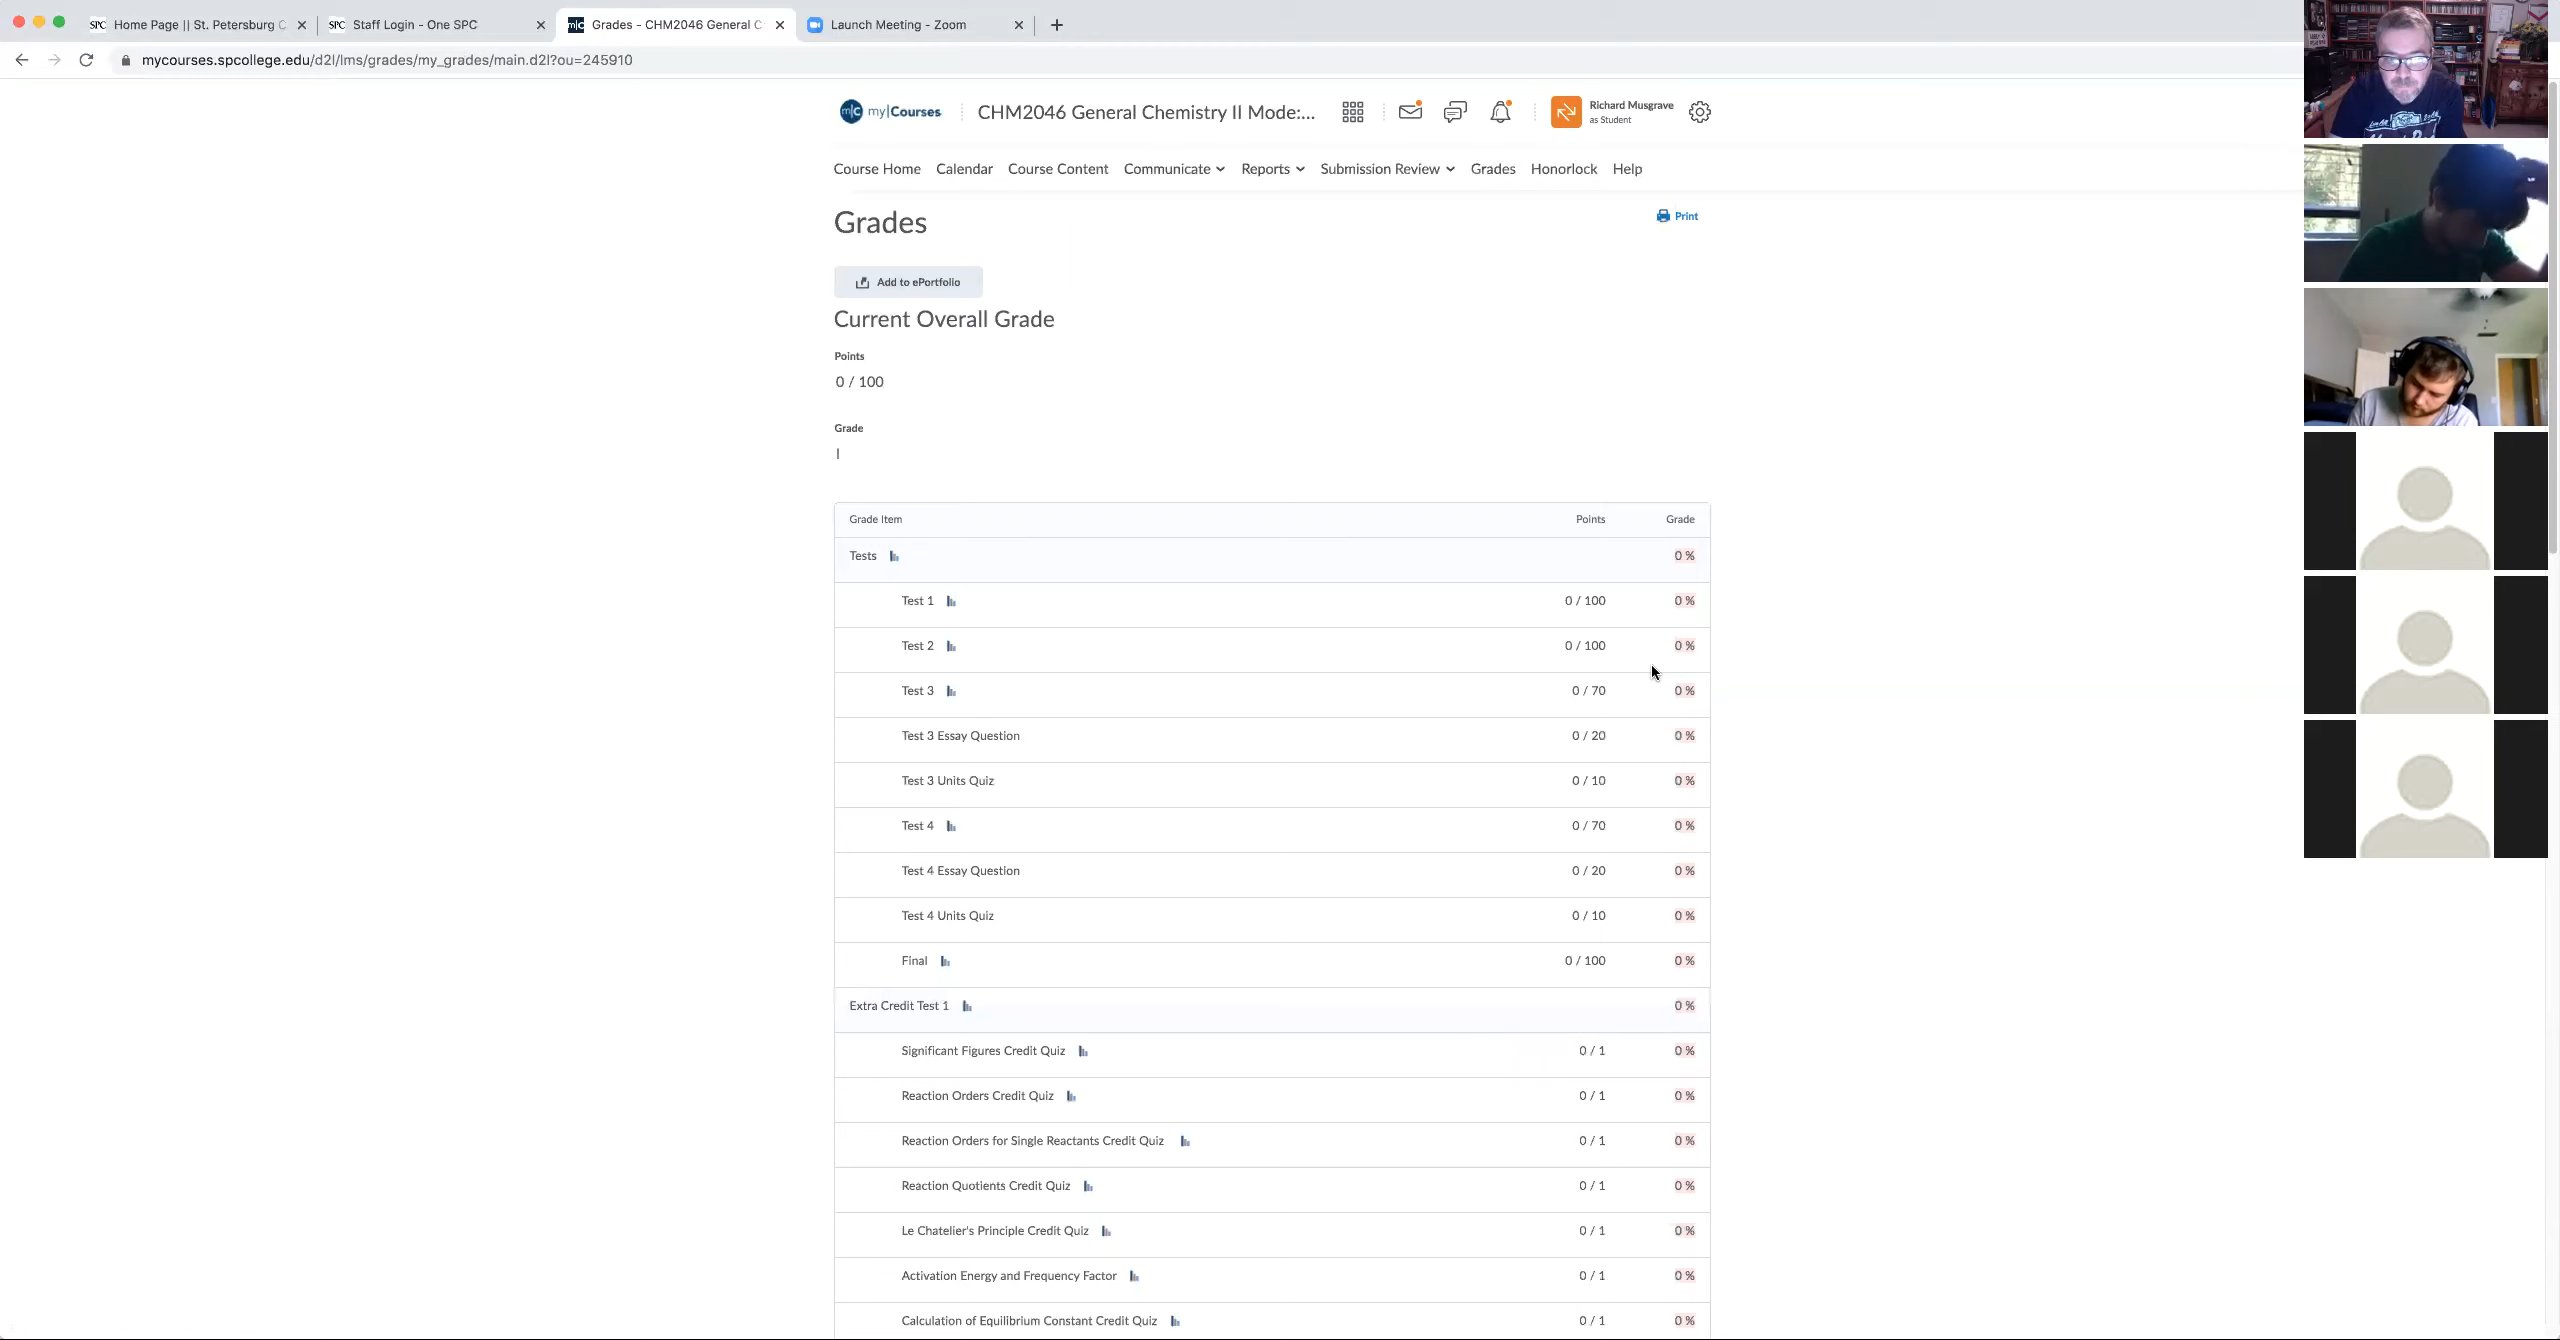 Home Page || St. Petersburg C
Staff Login - One SPC
Grades - CHM2046 General C
Launch Meeting - Zoom
mycourses.spcollege.edu/d2l/lms/grades/my_grades/main.d2l?ou=245910
my|Courses
CHM2046 General Chemistry II Mode:...
Richard Musgrave
as Student
Course Home Calendar Course Content Communicate Reports Submission Review Grades Honorlock Help
Grades
Print
Add to ePortfolio
Current Overall Grade
Points
0 / 100
Grade
I
Grade Item Points Grade
Tests 0 %
Test 1 0 / 100 0 %
Test 2 0 / 100 0 %
Test 3 0 / 70 0 %
Test 3 Essay Question 0 / 20 0 %
Test 3 Units Quiz 0 / 10 0 %
Test 4 0 / 70 0 %
Test 4 Essay Question 0 / 20 0 %
Test 4 Units Quiz 0 / 10 0 %
Final 0 / 100 0 %
Extra Credit Test 1 0 %
Significant Figures Credit Quiz 0 / 1 0 %
Reaction Orders Credit Quiz 0 / 1 0 %
Reaction Orders for Single Reactants Credit Quiz 0 / 1 0 %
Reaction Quotients Credit Quiz 0 / 1 0 %
Le Chatelier's Principle Credit Quiz 0 / 1 0 %
Activation Energy and Frequency Factor 0 / 1 0 %
Calculation of Equilibrium Constant Credit Quiz 0 / 1 0 %